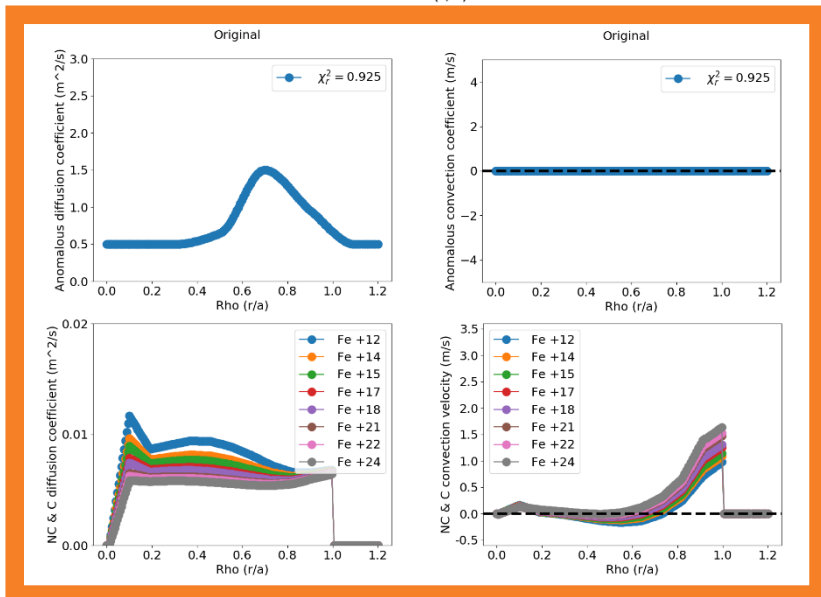 Original
Anomalous diffusion coefficient (m^2/s)
3.0
2.5
2.0
1.5
1.0
0.5
0.0
χ_r^2 = 0.925
0.0 0.2 0.4 0.6 0.8 1.0 1.2
Rho (r/a)
Original
Anomalous convection coefficient (m/s)
4
2
0
−2
−4
χ_r^2 = 0.925
0.0 0.2 0.4 0.6 0.8 1.0 1.2
Rho (r/a)
NC & C diffusion coefficient (m^2/s)
0.02
0.01
0.00
Fe +12
Fe +14
Fe +15
Fe +17
Fe +18
Fe +21
Fe +22
Fe +24
0.0 0.2 0.4 0.6 0.8 1.0 1.2
Rho (r/a)
NC & C convection velocity (m/s)
3.5
3.0
2.5
2.0
1.5
1.0
0.5
0.0
-0.5
Fe +12
Fe +14
Fe +15
Fe +17
Fe +18
Fe +21
Fe +22
Fe +24
0.0 0.2 0.4 0.6 0.8 1.0 1.2
Rho (r/a)